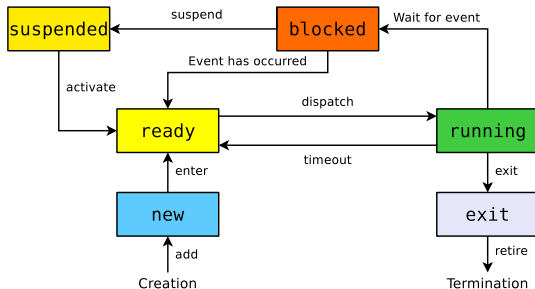 suspend
Wait for event
suspended
blocked
Event has occurred
activate
dispatch
ready
running
timeout
enter
exit
new
exit
add
retire
Creation
Termination